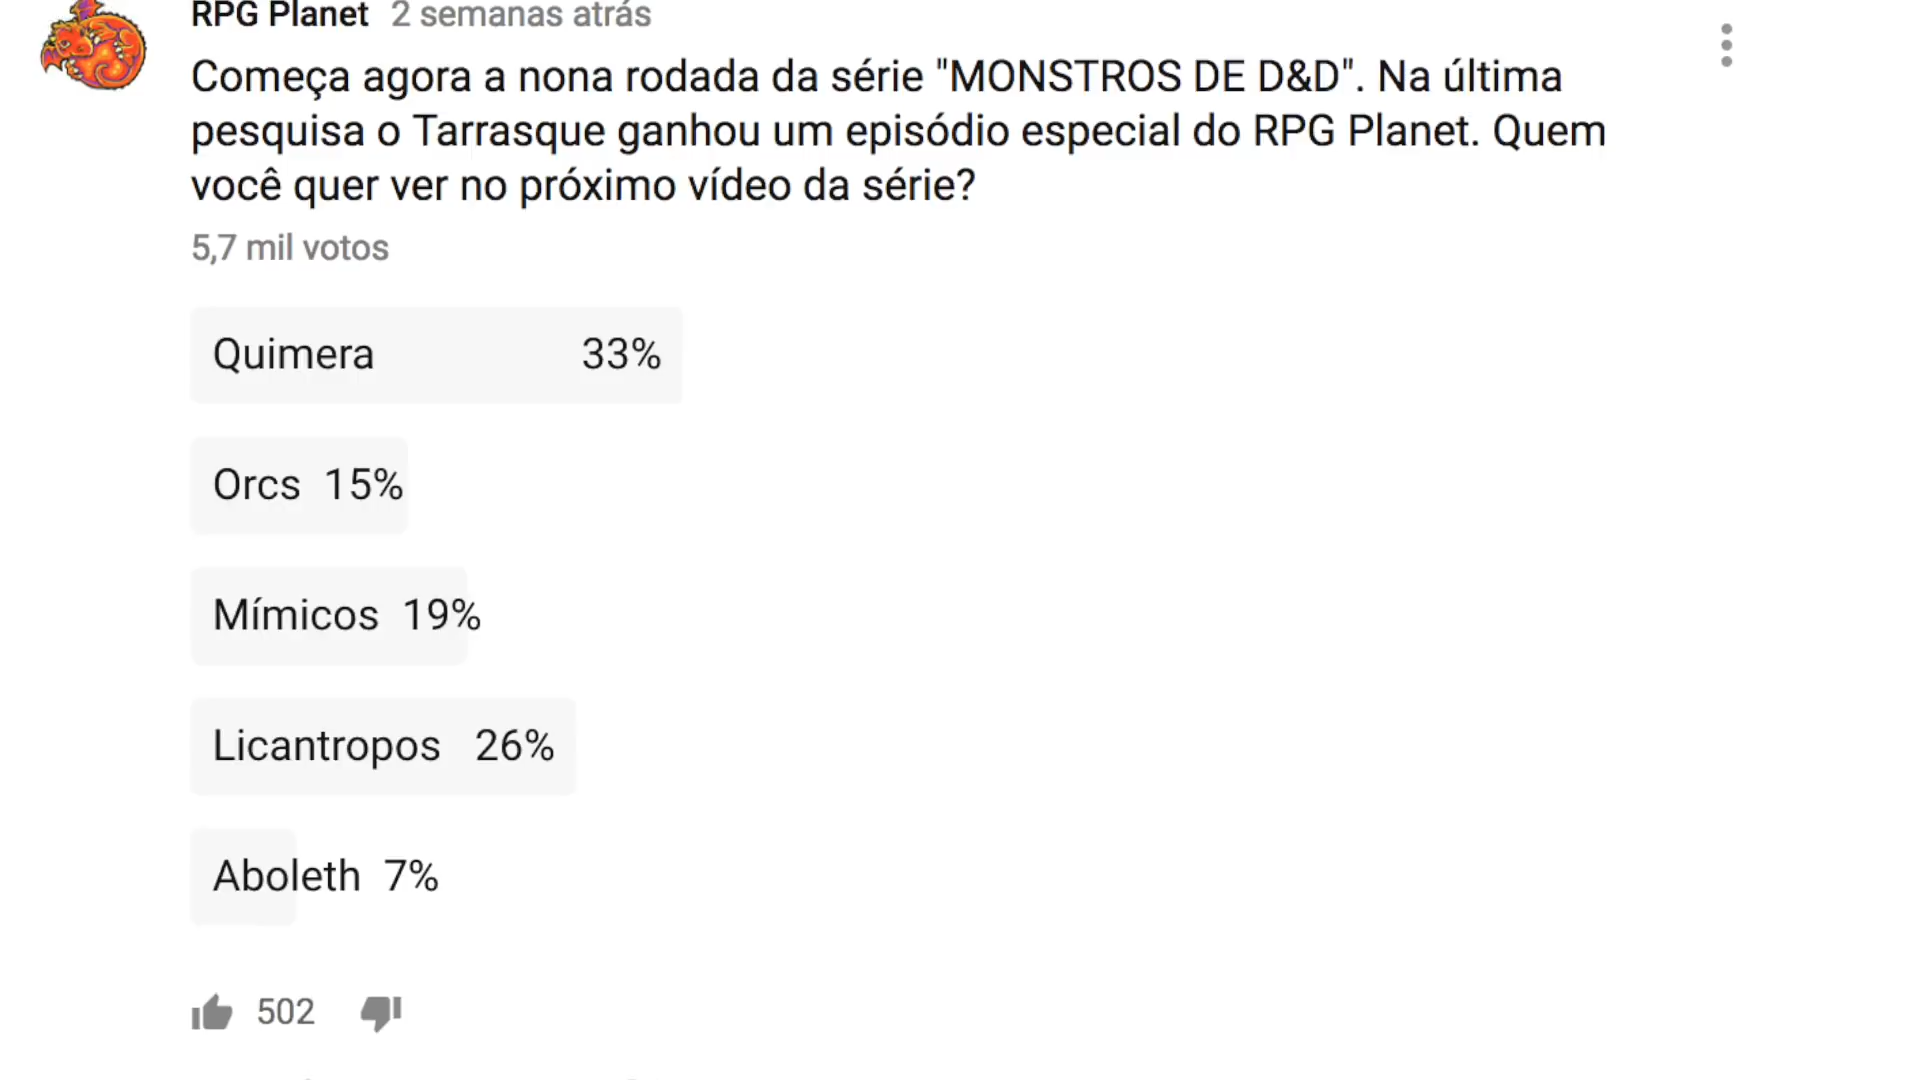 RPG Planet 2 semanas atrás
Começa agora a nona rodada da série "MONSTROS DE D&D". Na última
pesquisa o Tarrasque ganhou um episódio especial do RPG Planet. Quem
você quer ver no próximo vídeo da série?
5,7 mil votos
Quimera 33%
Orcs 15%
Mímicos 19%
Licantropos 26%
Aboleth 7%
502